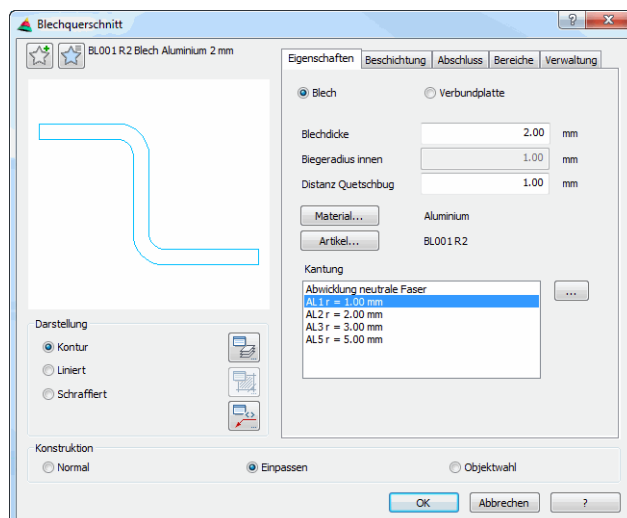 Blechquerschnitt
BL001 R2 Blech Aluminium 2 mm
Eigenschaften Beschichtung Abschluss Bereiche Verwaltung
Blech Verbundplatte
Blechdicke 2.00 mm
Biegeradius innen 1.00 mm
Distanz Quetschbug 1.00 mm
Material... Aluminium
Artikel... BL001 R2
Kantung
Abwicklung neutrale Faser
AL1 r = 1.00 mm
AL2 r = 2.00 mm
AL3 r = 3.00 mm
AL5 r = 5.00 mm
...
Darstellung
Kontur
Liniert
Schraffiert
Konstruktion
Normal Einpassen Objektwahl
OK Abbrechen ?